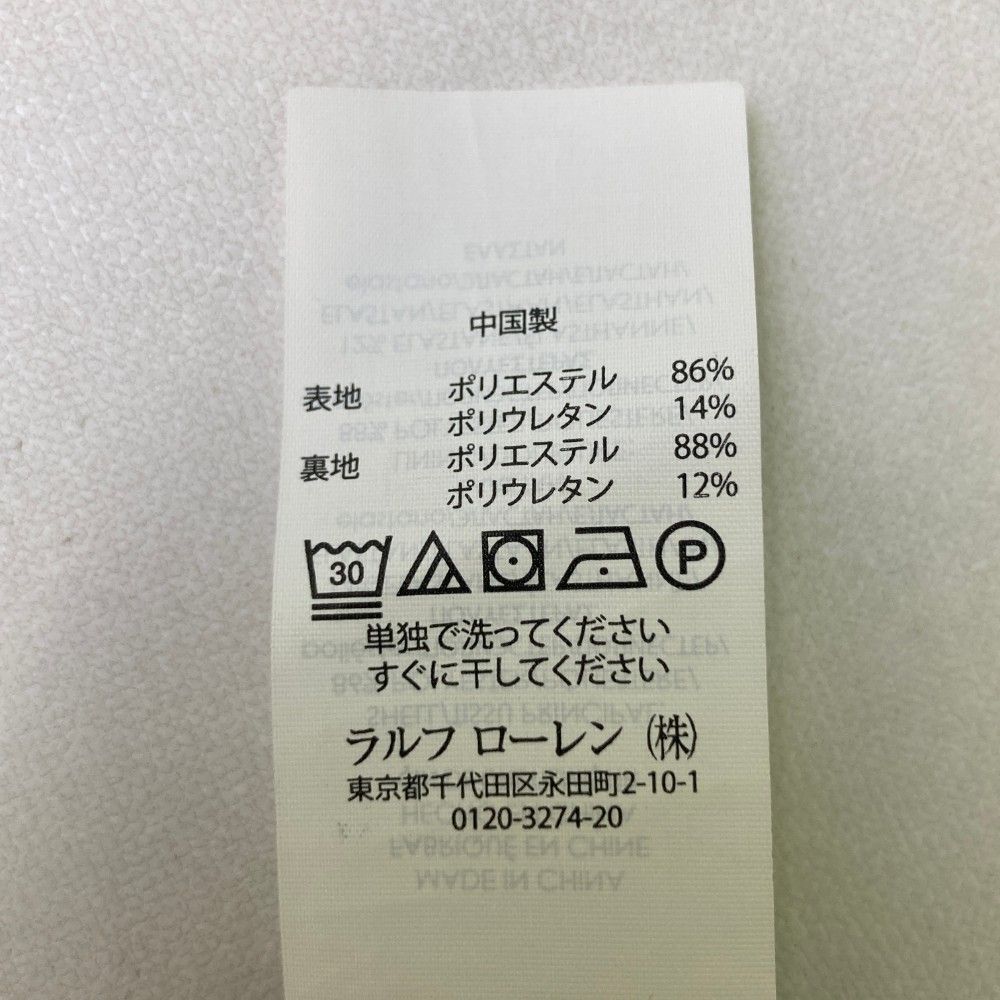 中国製
表地 ポリエステル 86%
ポリウレタン 14%
裏地 ポリエステル 88%
ポリウレタン 12%
30 P
単独で洗ってください
すぐに干してください
ラルフ ローレン (株)
東京都千代田区永田町2-10-1
0120-3274-20